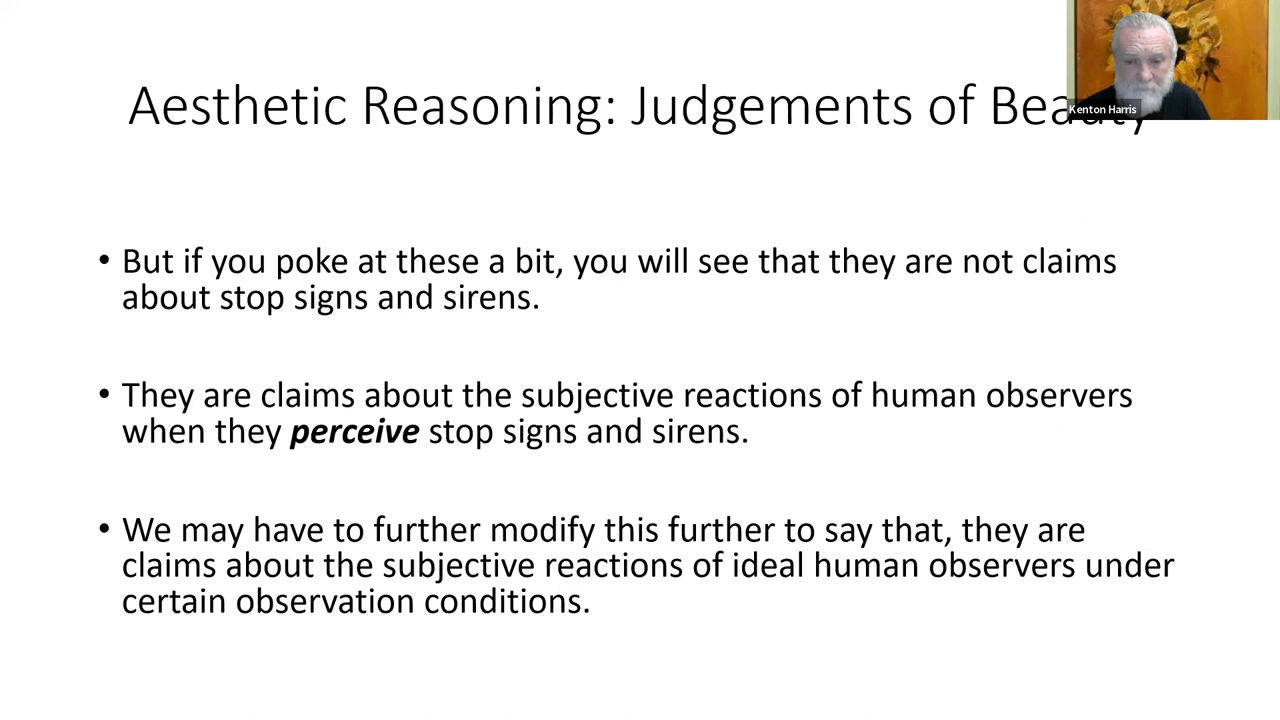 Aesthetic Reasoning: Judgements of Beauty
Kenton Harris
• But if you poke at these a bit, you will see that they are not claims
about stop signs and sirens.
• They are claims about the subjective reactions of human observers
when they perceive stop signs and sirens.
• We may have to further modify this further to say that, they are
claims about the subjective reactions of ideal human observers under
certain observation conditions.